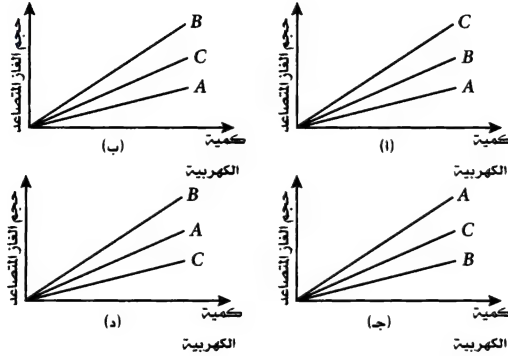 حجم الغاز المتصاعد
C
B
A
كمية
الكهربية
(أ)
حجم الغاز المتصاعد
B
C
A
كمية
الكهربية
(ب)
حجم الغاز المتصاعد
A
C
B
كمية
الكهربية
(جـ)
حجم الغاز المتصاعد
B
A
C
كمية
الكهربية
(د)